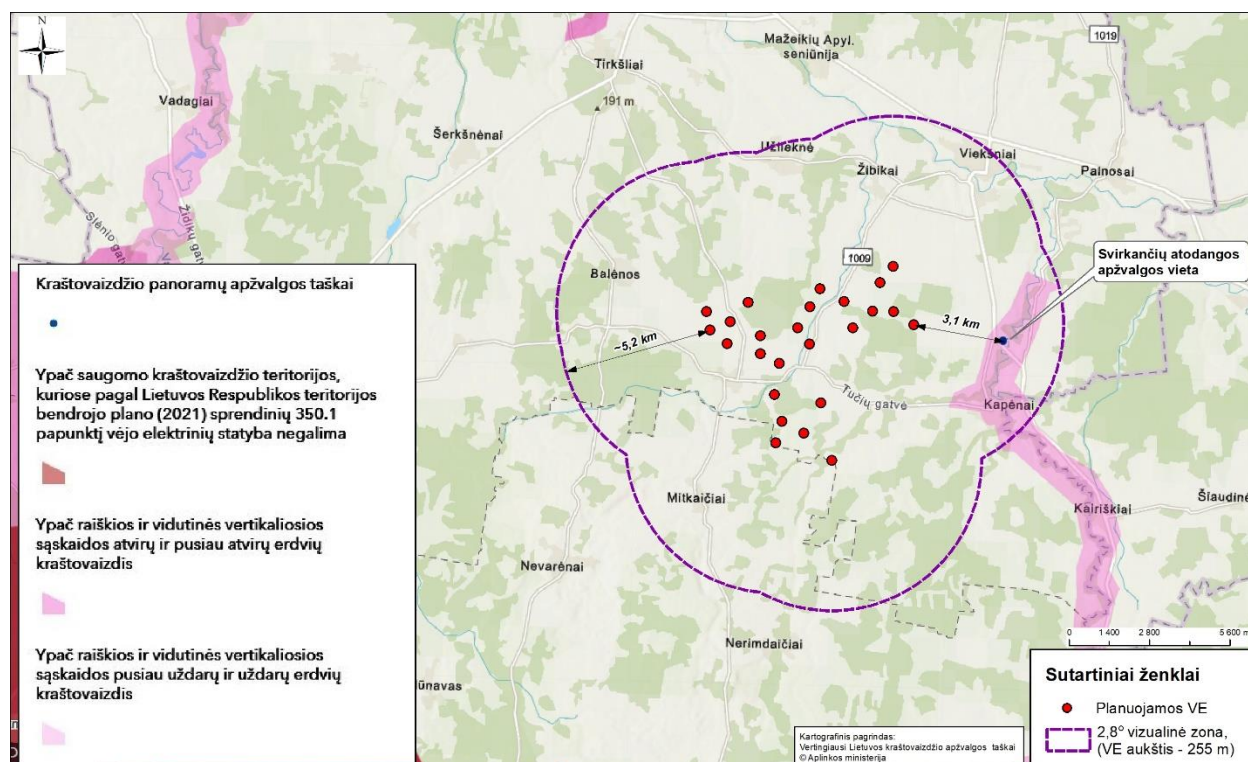 N
Mažeikių Apyl.
seniūnija
1019
Tirkšliai
191 m
Vadagiai
Šerkšnėnai
Užlieknė
Viekšniai
Žibikai
Palnosai
Židikų gatvė
1009
Svirkančių atodangos
apžvalgos vieta
Balėnos
3,1 km
~5,2 km
Tučių gatvė
Kapėnai
Mitkaičiai
Kairiškiai
Nevarėnai
Nerimdaičiai
Kraštovaizdžio panoramų apžvalgos taškai
Ypač saugomo kraštovaizdžio teritorijos,
kuriose pagal Lietuvos Respublikos teritorijos
bendrojo plano (2021) sprendinių 350.1
papunktį vėjo elektrinių statyba negalima
Ypač raiškios ir vidutinės vertikaliosios
sąskaidos atvirų ir pusiau atvirų erdvių
kraštovaizdis
Ypač raiškios ir vidutinės vertikaliosios
sąskaidos pusiau uždarų ir uždarų erdvių
kraštovaizdis
0 1 400 2 800 5 600 m
Sutartiniai ženklai
Planuojamos VE
2,8º vizualinė zona,
(VE aukštis - 255 m)
Kartografinis pagrindas:
Vertingiausi Lietuvos kraštovaizdžio apžvalgos taškai
© Aplinkos ministerija